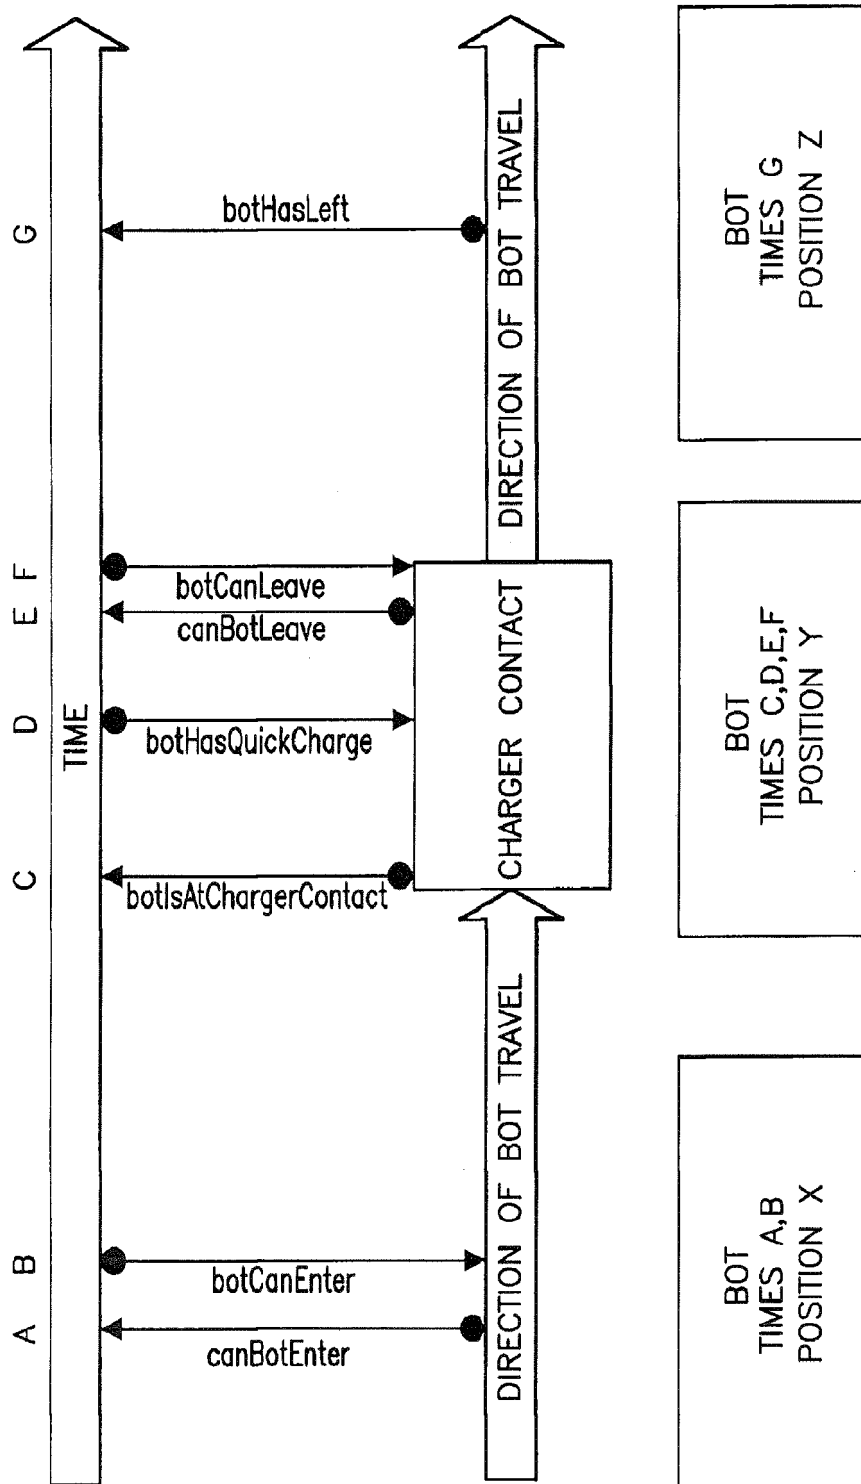 G
F
E
D
C
B
A
TIME
botHasLeft
botCanLeave
canBotLeave
botHasQuickCharge
botIsAtChargerContact
botCanEnter
canBotEnter
DIRECTION OF BOT TRAVEL
CHARGER CONTACT
DIRECTION OF BOT TRAVEL
BOT
TIMES G
POSITION Z
BOT
TIMES C,D,E,F
POSITION Y
BOT
TIMES A,B
POSITION X